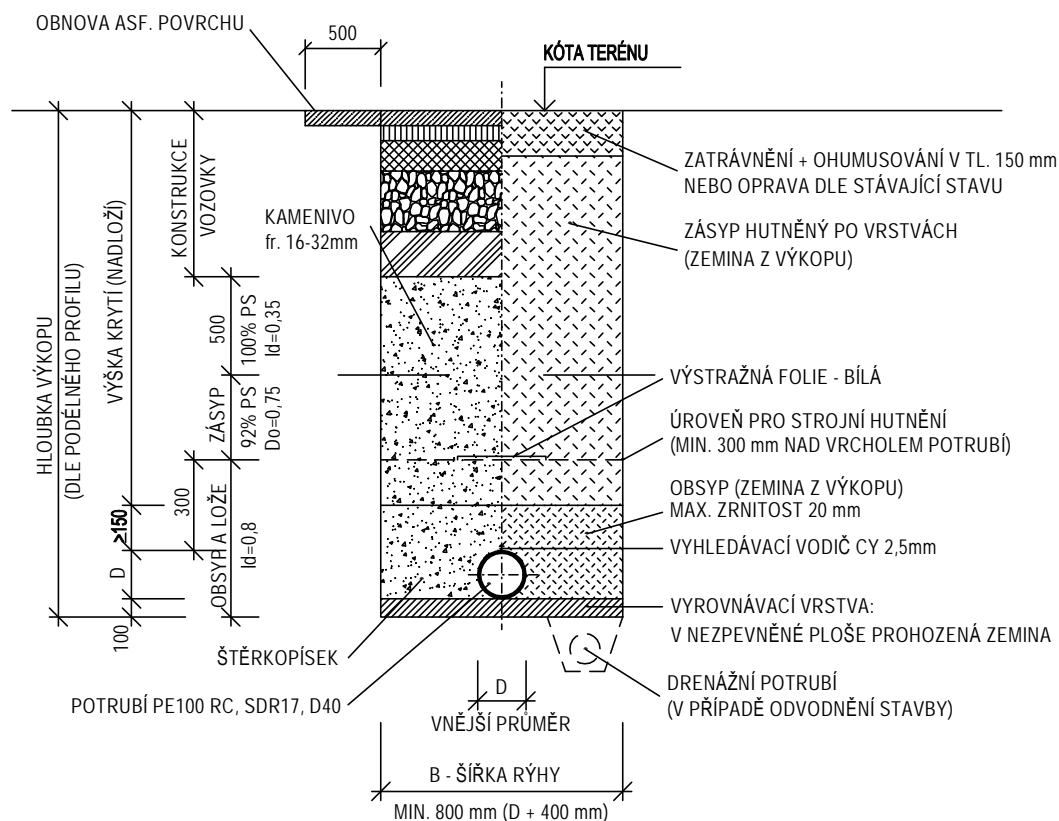 OBNOVA ASF. POVRCHU
500
KÓTA TERÉNU
ZATRÁVNĚNÍ + OHUMUSOVÁNÍ V TL. 150 mm
NEBO OPRAVA DLE STÁVAJÍCÍ STAVU
KONSTRUKCE
VOZOVKY
KAMENIVO
fr. 16-32mm
ZÁSYP HUTNĚNÝ PO VRSTVÁCH
(ZEMINA Z VÝKOPU)
HLOUBKA VÝKOPU
(DLE PODÉLNÉHO PROFILU)
VÝŠKA KRYTÍ (NADLOŽÍ)
500
100% PS
Id=0,35
ZÁSYP
92% PS
Do=0,75
VÝSTRAŽNÁ FOLIE - BÍLÁ
ÚROVEŇ PRO STROJNÍ HUTNĚNÍ
(MIN. 300 mm NAD VRCHOLEM POTRUBÍ)
300
≥150
OBSYP A LOŽE
Id=0,8
OBSYP (ZEMINA Z VÝKOPU)
MAX. ZRNITOST 20 mm
VYHLEDÁVACÍ VODIČ CY 2,5mm
D
100
VYROVNÁVACÍ VRSTVA:
V NEZPEVNĚNÉ PLOŠE PROHOZENÁ ZEMINA
ŠTĚRKOPÍSEK
POTRUBÍ PE100 RC, SDR17, D40
D
VNĚJŠÍ PRŮMĚR
DRENÁŽNÍ POTRUBÍ
(V PŘÍPADĚ ODVODNĚNÍ STAVBY)
B - ŠÍŘKA RÝHY
MIN. 800 mm (D + 400 mm)